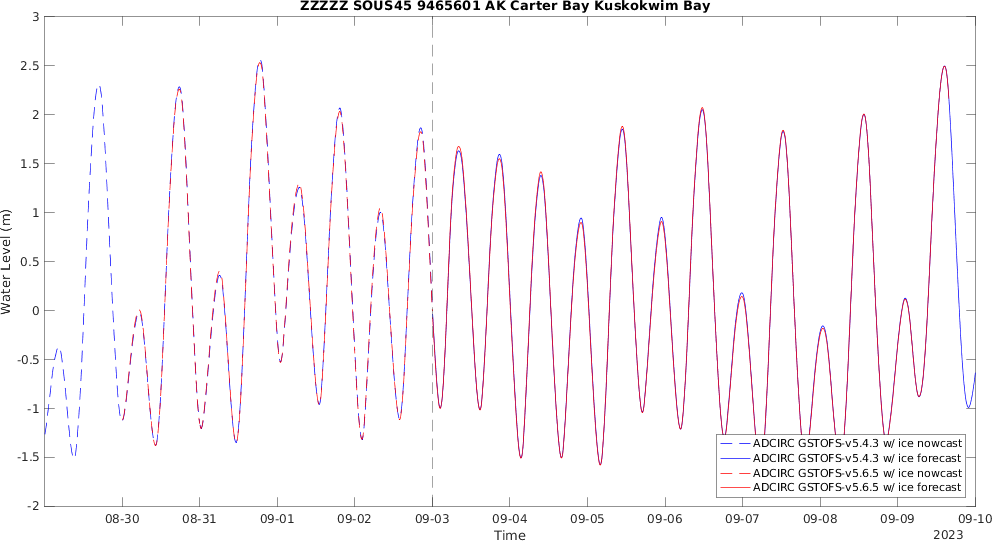 ZZZZZ SOUS45 9465601 AK Carter Bay Kuskokwim Bay
3
2.5
2
1.5
1
0.5
0
-0.5
-1
-1.5
-2
Water Level (m)
ADCIRC GSTOFS-v5.4.3 w/ ice nowcast
ADCIRC GSTOFS-v5.4.3 w/ ice forecast
ADCIRC GSTOFS-v5.6.5 w/ ice nowcast
ADCIRC GSTOFS-v5.6.5 w/ ice forecast
08-30 08-31 09-01 09-02 09-03 09-04 09-05 09-06 09-07 09-08 09-09 09-10
Time
2023